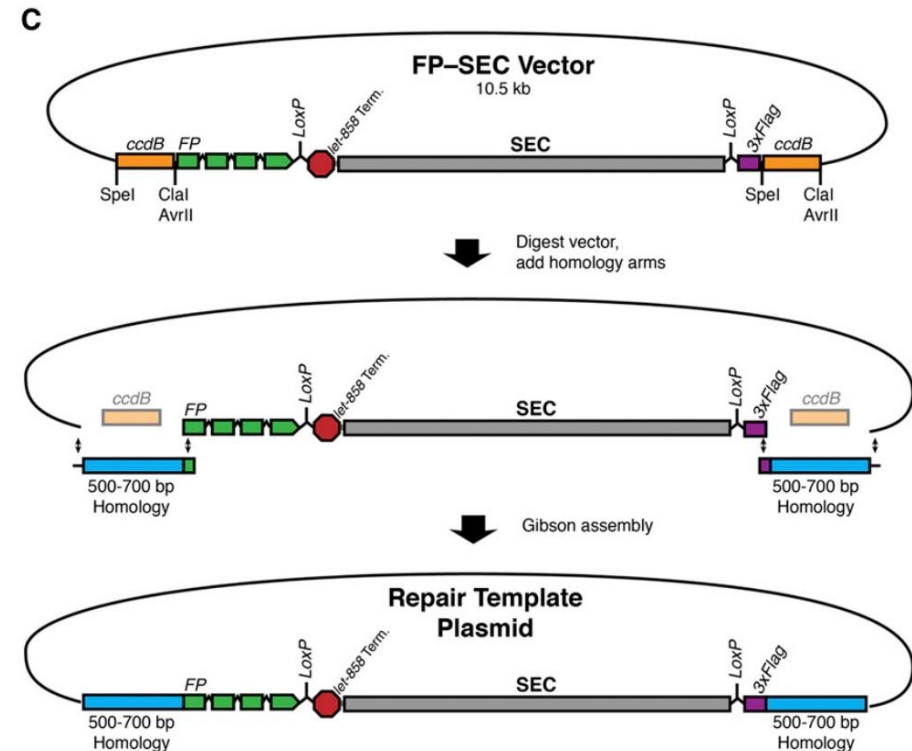 C
FP–SEC Vector
10.5 kb
ccdB FP LoxP let-858 Term. SEC LoxP 3xFlag ccdB
SpeI ClaI SpeI ClaI
AvrII AvrII
Digest vector,
add homology arms
ccdB FP LoxP let-858 Term. SEC LoxP 3xFlag ccdB
500-700 bp 500-700 bp
Homology Homology
Gibson assembly
Repair Template
Plasmid
FP LoxP let-858 Term. SEC LoxP 3xFlag
500-700 bp 500-700 bp
Homology Homology